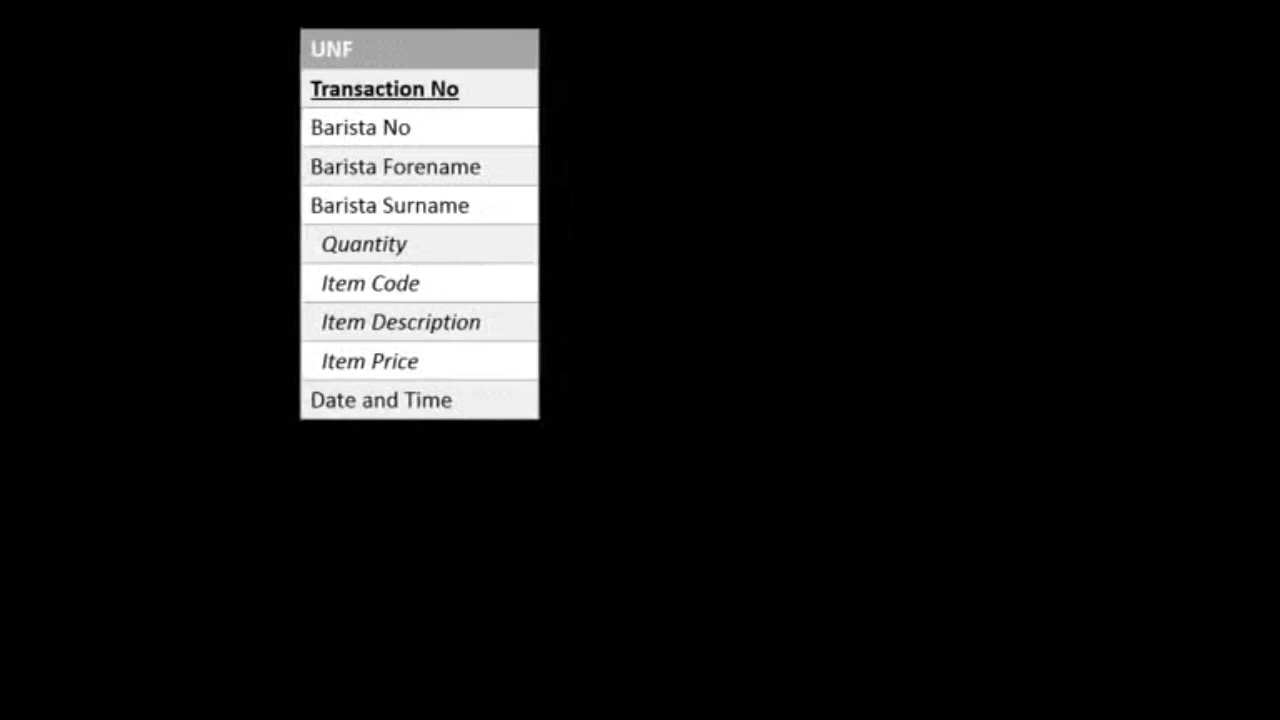 UNF
Transaction No
Barista No
Barista Forename
Barista Surname
Quantity
Item Code
Item Description
Item Price
Date and Time